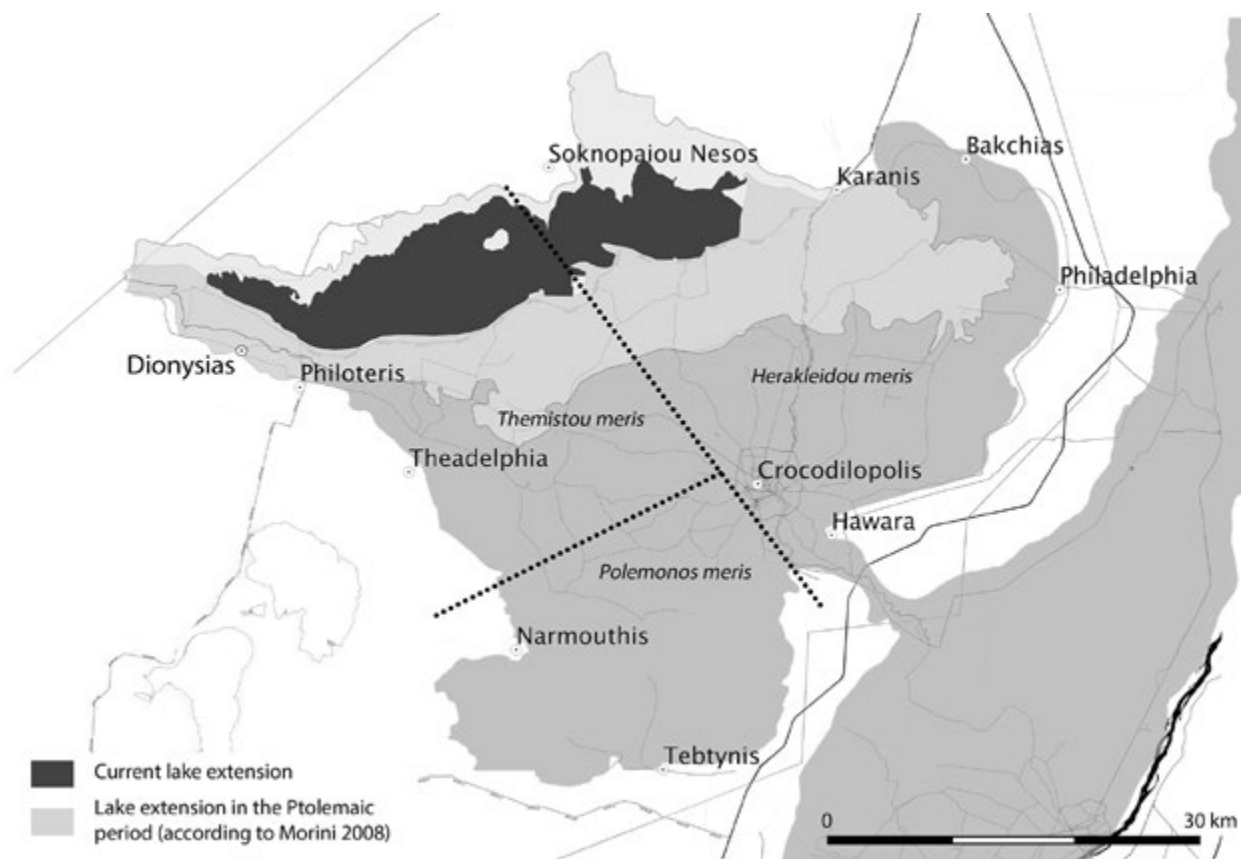 Soknopaiou Nesos
Bakchias
Karanis
Philadelphia
Dionysias
Philoteris
Herakleidou meris
Themistou meris
Theadelphia
Crocodilopolis
Hawara
Polemonos meris
Narmouthis
Tebtynis
Current lake extension
Lake extension in the Ptolemaic
period (according to Morini 2008)
0
30 km